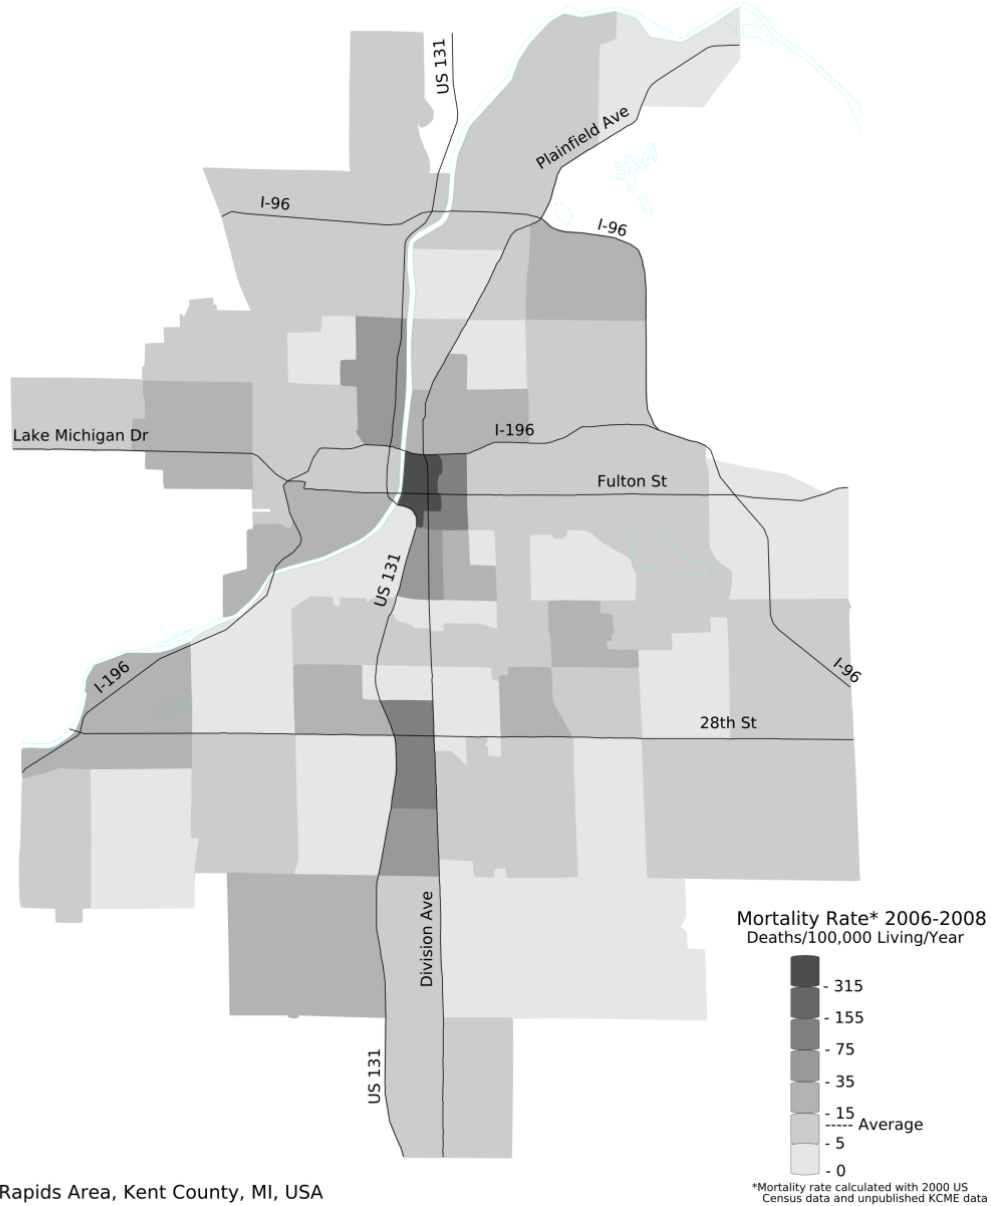 US 131
Plainfield Ave
I-96
I-96
Lake Michigan Dr
I-196
Fulton St
US 131
I-196
I-96
28th St
Division Ave
US 131
Mortality Rate* 2006-2008
Deaths/100,000 Living/Year
- 315
- 155
- 75
- 35
- 15
----- Average
- 5
- 0
*Mortality rate calculated with 2000 US
Census data and unpublished KCME data
Rapids Area, Kent County, MI, USA